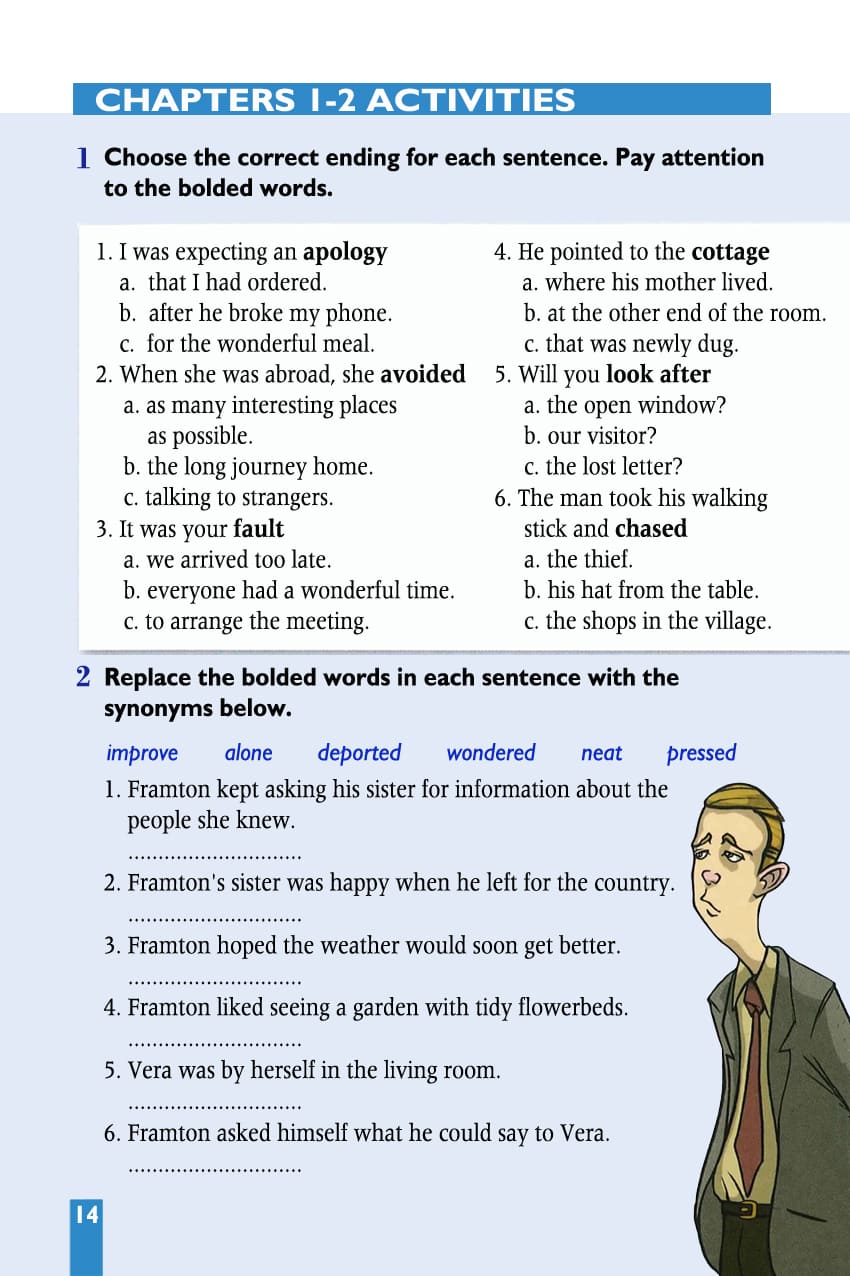 CHAPTERS 1-2 ACTIVITIES
1 Choose the correct ending for each sentence. Pay attention
to the bolded words.
1. I was expecting an apology
a. that I had ordered.
b. after he broke my phone.
c. for the wonderful meal.
2. When she was abroad, she avoided
a. as many interesting places
as possible.
b. the long journey home.
c. talking to strangers.
3. It was your fault
a. we arrived too late.
b. everyone had a wonderful time.
c. to arrange the meeting.
4. He pointed to the cottage
a. where his mother lived.
b. at the other end of the room.
c. that was newly dug.
5. Will you look after
a. the open window?
b. our visitor?
c. the lost letter?
6. The man took his walking
stick and chased
a. the thief.
b. his hat from the table.
c. the shops in the village.
2 Replace the bolded words in each sentence with the
synonyms below.
improve alone deported wondered neat pressed
1. Framton kept asking his sister for information about the
people she knew.
.............................
2. Framton's sister was happy when he left for the country.
.............................
3. Framton hoped the weather would soon get better.
.............................
4. Framton liked seeing a garden with tidy flowerbeds.
.............................
5. Vera was by herself in the living room.
.............................
6. Framton asked himself what he could say to Vera.
.............................
14